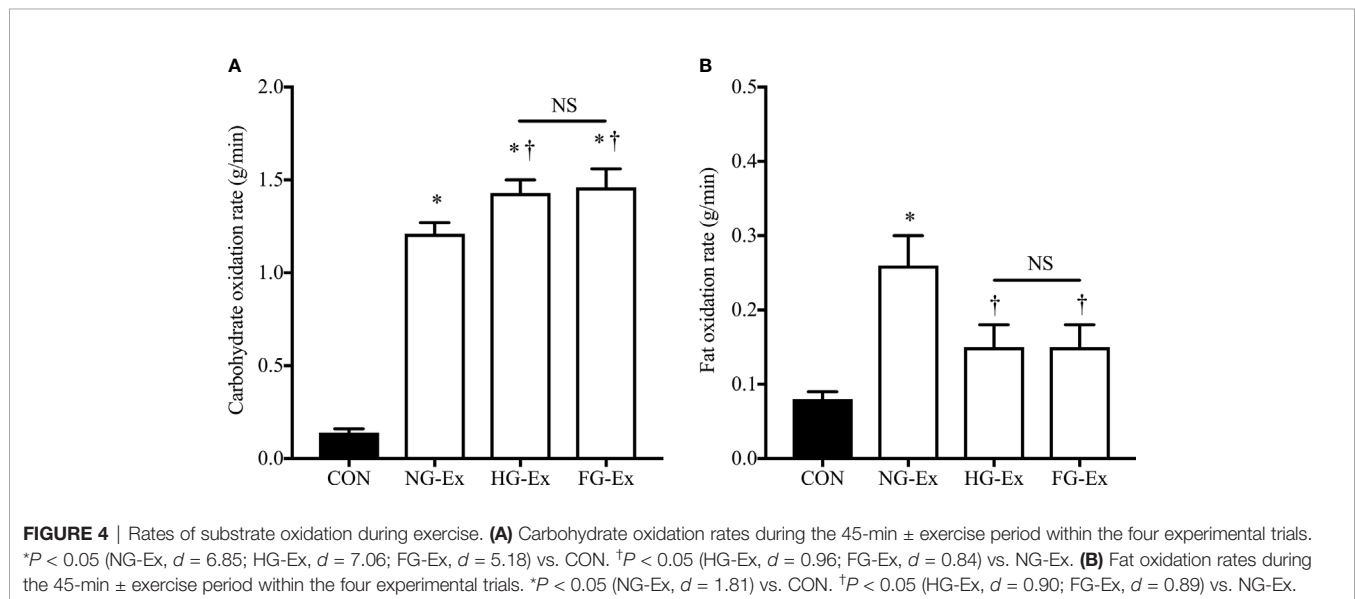 A
B
2.0
1.5
1.0
0.5
0.0
Carbohydrate oxidation rate (g/min)
*
* †
NS
* †
CON NG-Ex HG-Ex FG-Ex
0.5
0.4
0.3
0.2
0.1
0.0
Fat oxidation rate (g/min)
*
†
NS
†
CON NG-Ex HG-Ex FG-Ex
FIGURE 4 | Rates of substrate oxidation during exercise. (A) Carbohydrate oxidation rates during the 45-min ± exercise period within the four experimental trials.
*P < 0.05 (NG-Ex, d = 6.85; HG-Ex, d = 7.06; FG-Ex, d = 5.18) vs. CON. †P < 0.05 (HG-Ex, d = 0.96; FG-Ex, d = 0.84) vs. NG-Ex. (B) Fat oxidation rates during
the 45-min ± exercise period within the four experimental trials. *P < 0.05 (NG-Ex, d = 1.81) vs. CON. †P < 0.05 (HG-Ex, d = 0.90; FG-Ex, d = 0.89) vs. NG-Ex.